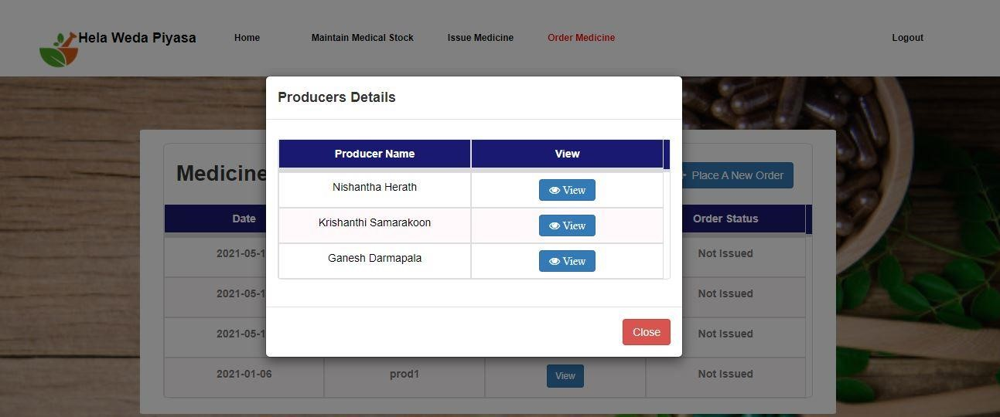 Hela Weda Piyasa
Home
Maintain Medical Stock
Issue Medicine
Order Medicine
Logout
Producers Details
Producer Name
View
Nishantha Herath
View
Krishanthi Samarakoon
View
Ganesh Darmapala
View
Close
Medicine
Place A New Order
Date
Order Status
2021-05-1
Not Issued
2021-05-1
Not Issued
2021-05-1
Not Issued
2021-01-06
prod1
View
Not Issued